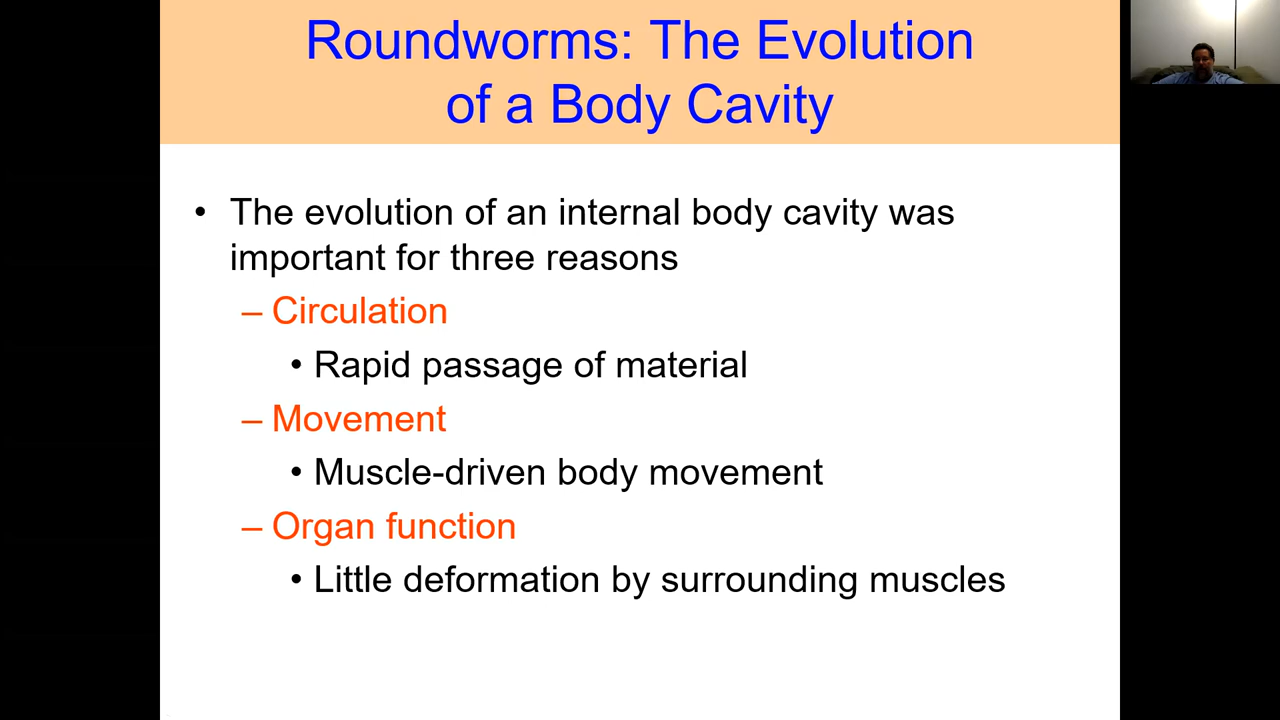 Roundworms: The Evolution
of a Body Cavity
• The evolution of an internal body cavity was
important for three reasons
– Circulation
• Rapid passage of material
– Movement
• Muscle-driven body movement
– Organ function
• Little deformation by surrounding muscles